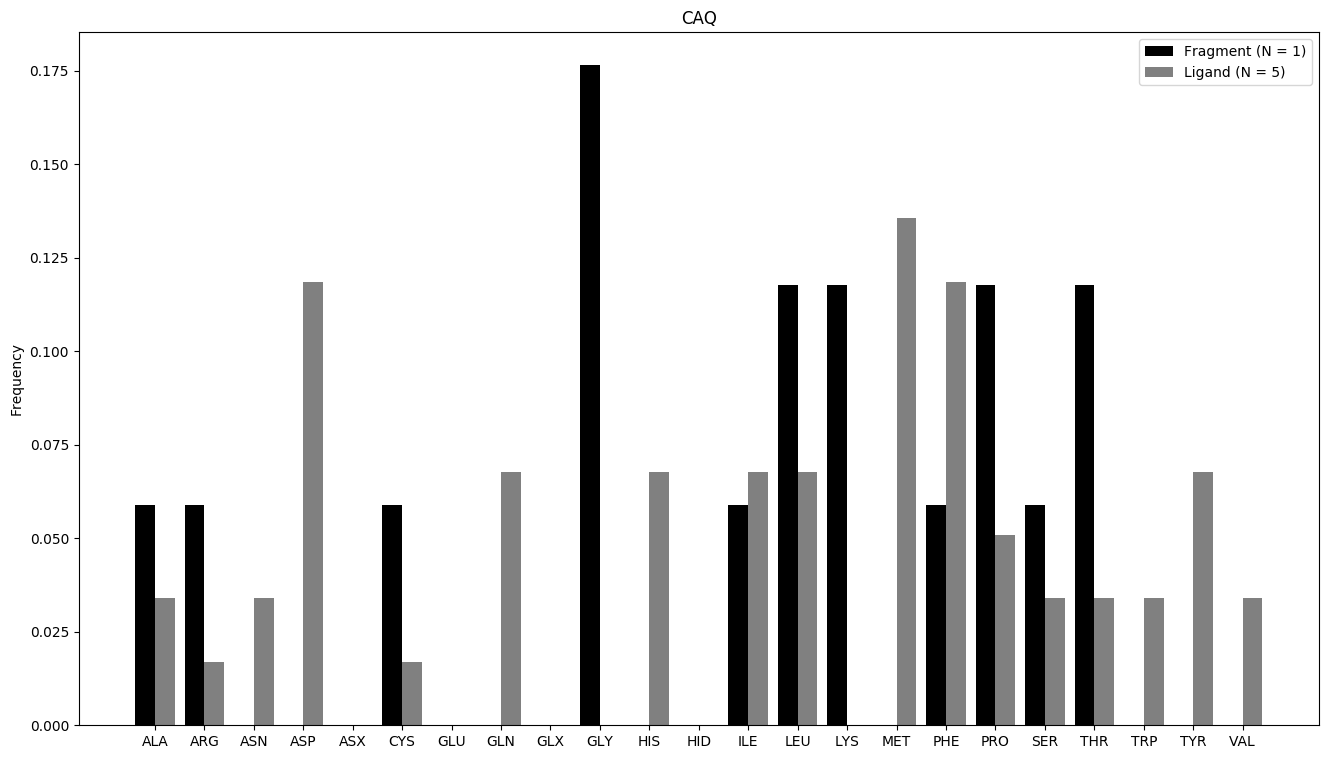 CAQ
Fragment (N = 1)
Ligand (N = 5)
Frequency
0.175
0.150
0.125
0.100
0.075
0.050
0.025
0.000
ALA ARG ASN ASP ASX CYS GLU GLN GLX GLY HIS HID ILE LEU LYS MET PHE PRO SER THR TRP TYR VAL